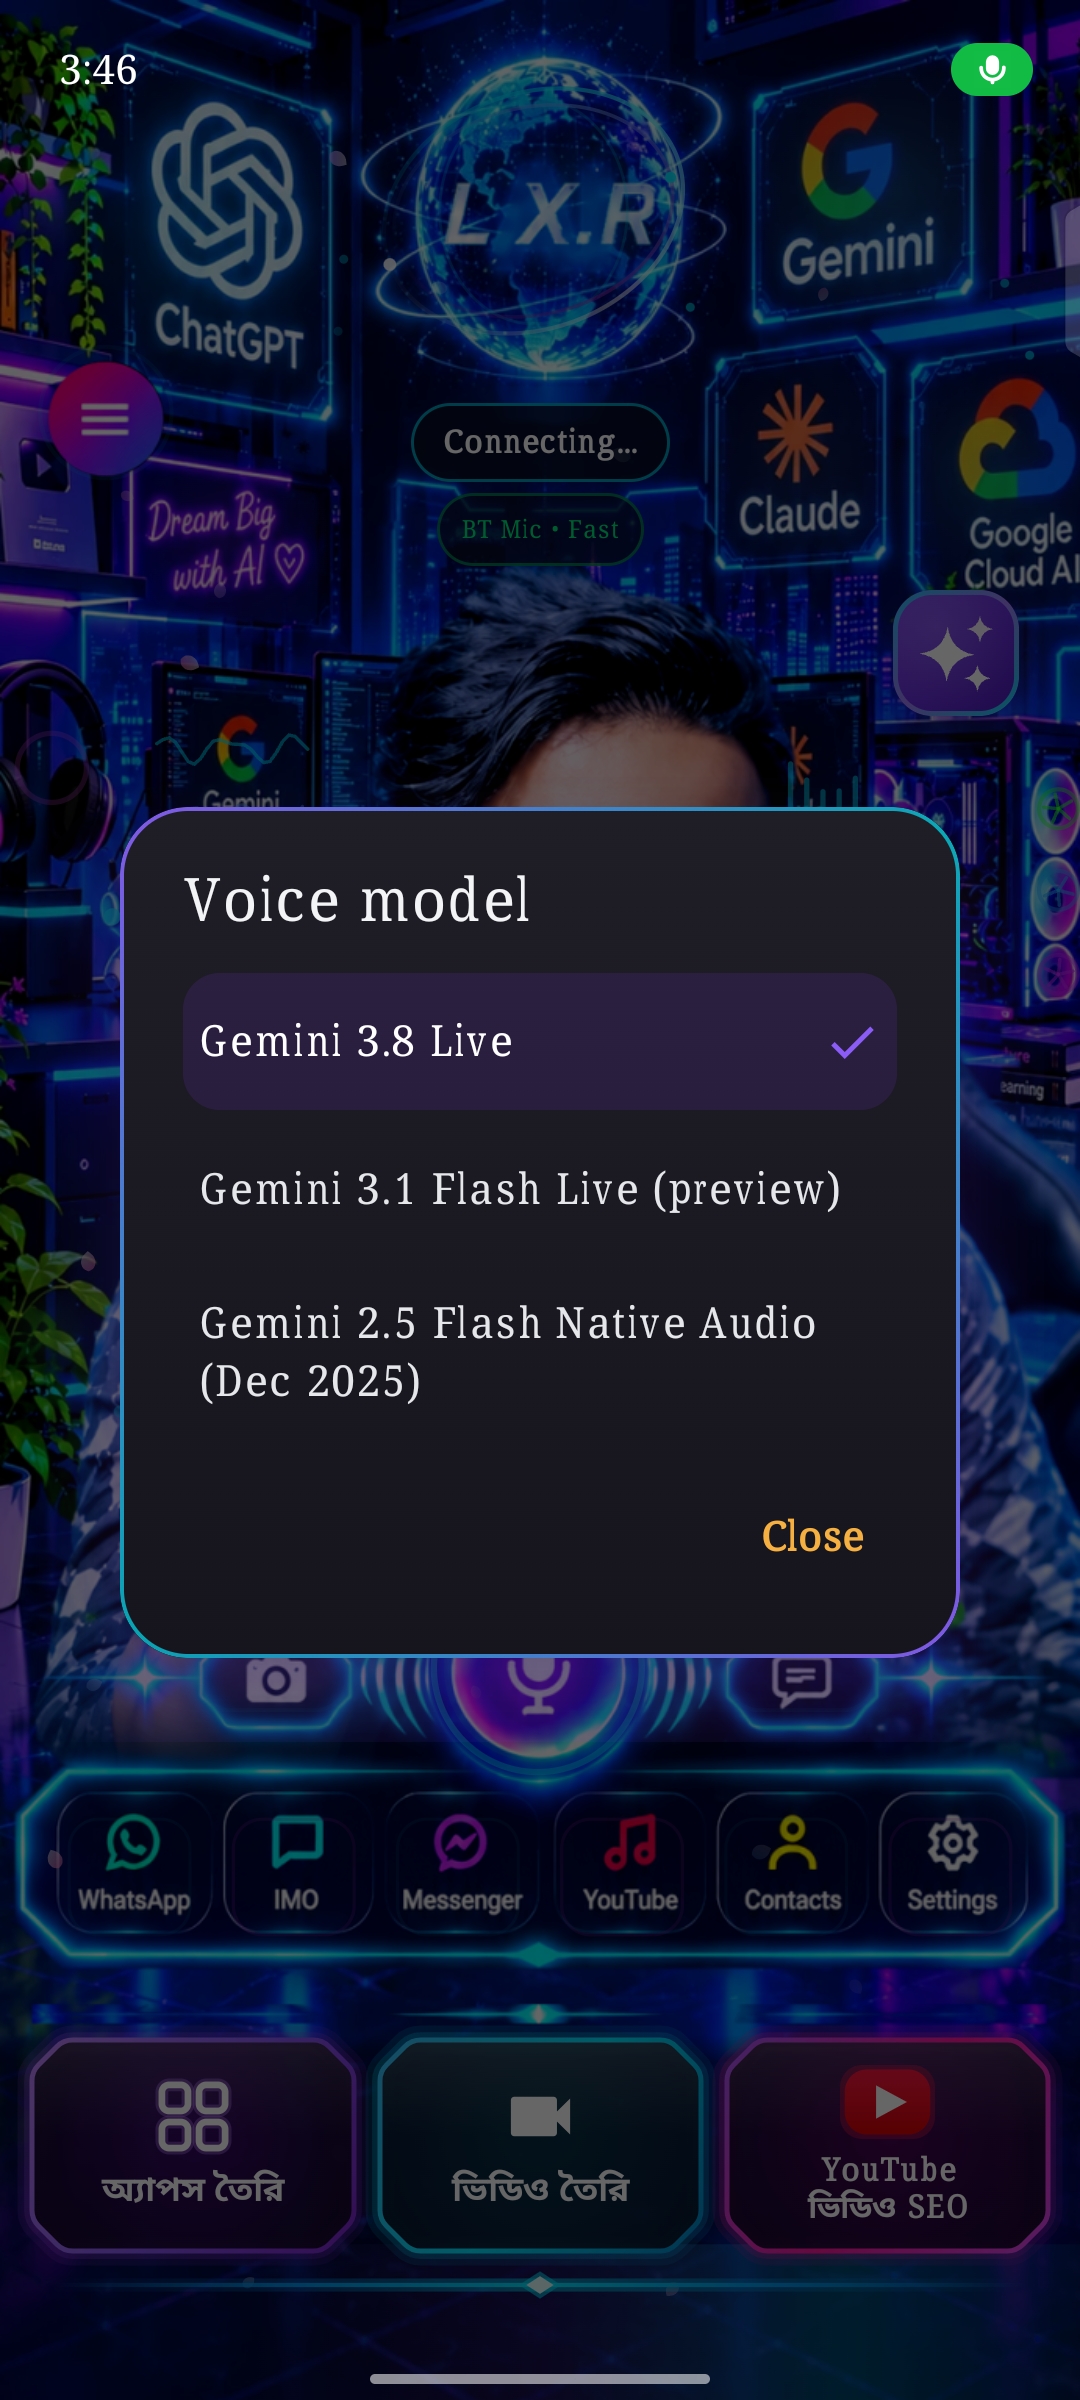 3:46
L X.R
ChatGPT
Gemini
Connecting...
BT Mic • Fast
Claude
Google
Cloud AI
Dream Big
with AI
Gemini
Voice model
Gemini 3.8 Live
Gemini 3.1 Flash Live (preview)
Gemini 2.5 Flash Native Audio
(Dec 2025)
Close
WhatsApp
IMO
Messenger
YouTube
Contacts
Settings
অ্যাপস তৈরি
ভিডিও তৈরি
YouTube
ভিডিও SEO